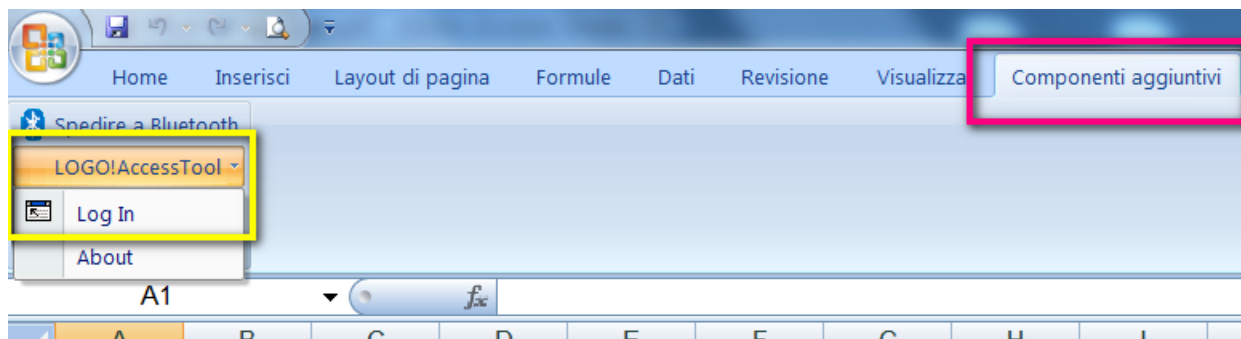 Home Inserisci Layout di pagina Formule Dati Revisione Visualizza Componenti aggiuntivi
Spedire a Bluetooth
LOGO!AccessTool
Log In
About
A1 fx
A B C D E F G H I